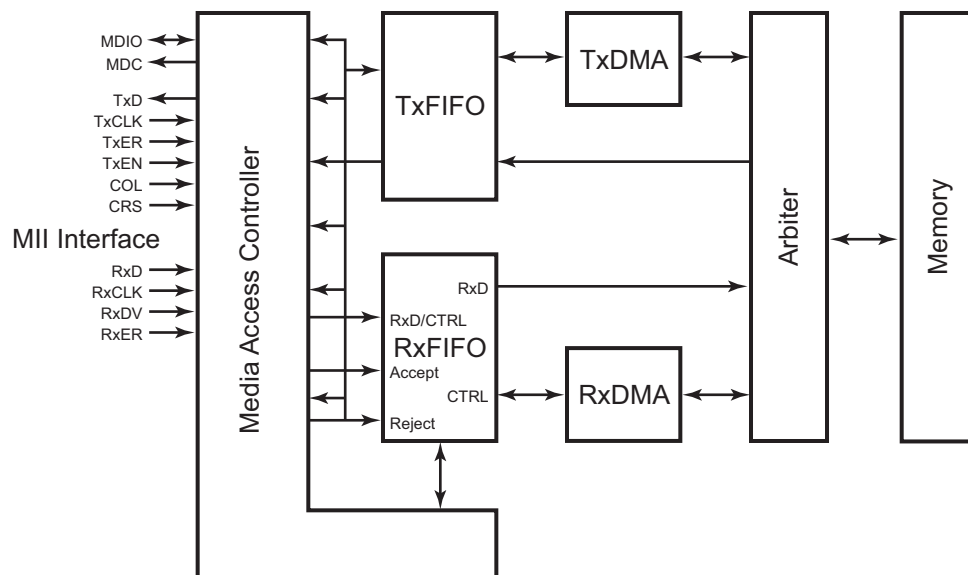 MDIO
MDC
TxD
TxCLK
TxER
TxEN
COL
CRS
MII Interface
RxD
RxCLK
RxDV
RxER
Media Access Controller
TxFIFO
TxDMA
RxD
RxD/CTRL
RxFIFO
Accept
CTRL
Reject
RxDMA
Arbiter
Memory